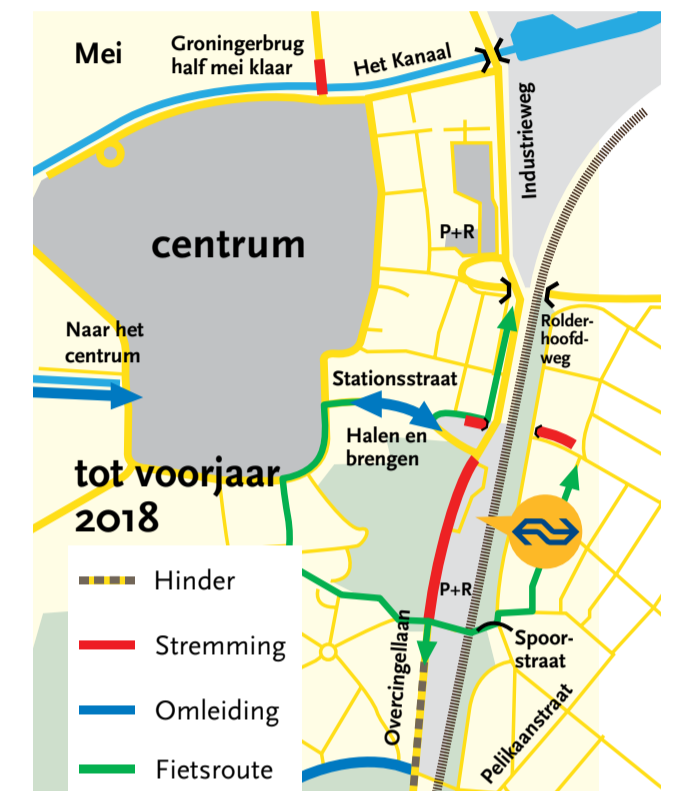 Mei
Groningerbrug
half mei klaar
Het Kanaal
Industrieweg
P+R
centrum
Rolder-
hoofd-
weg
Naar het
centrum
Stationsstraat
Halen en
brengen
tot voorjaar
2018
P+R
Overcingellaan
Spoor-
straat
Pelikaanstraat
Hinder
Stremming
Omleiding
Fietsroute